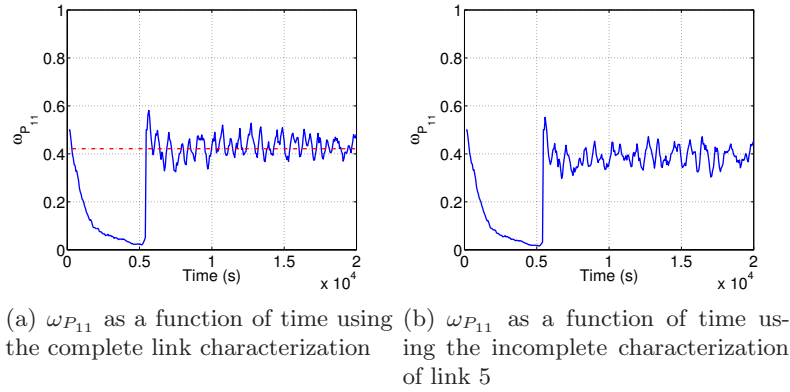 1
0.8
0.6
0.4
0.2
0
ωP11
0 0.5 1 1.5 2
Time (s)
x 10^4
1
0.8
0.6
0.4
0.2
0
ωP11
0 0.5 1 1.5 2
Time (s)
x 10^4
(a) ωP11 as a function of time using
the complete link characterization
(b) ωP11 as a function of time us-
ing the incomplete characterization
of link 5